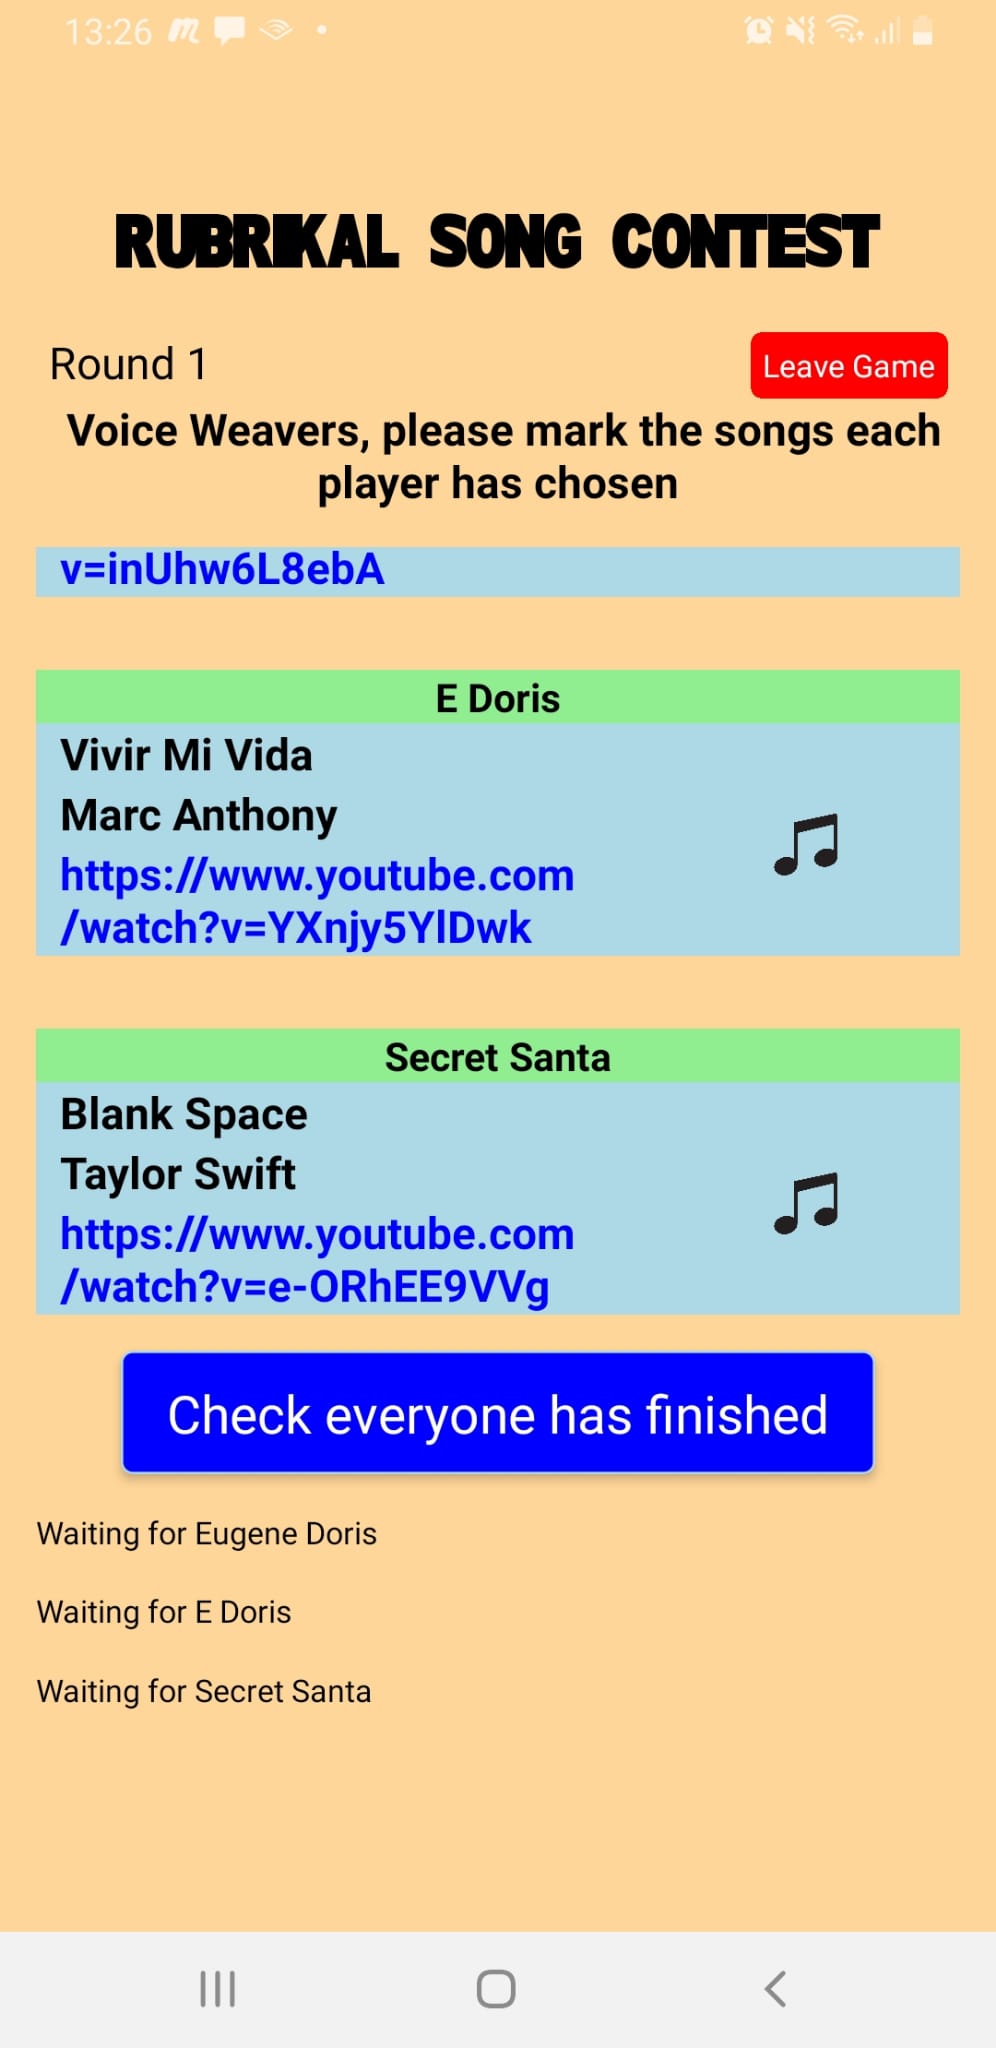 13:26
RUBRIKAL SONG CONTEST
Round 1
Leave Game
Voice Weavers, please mark the songs each
player has chosen
v=inUhw6L8ebA
E Doris
Vivir Mi Vida
Marc Anthony
https://www.youtube.com
/watch?v=YXnjy5YlDwk
Secret Santa
Blank Space
Taylor Swift
https://www.youtube.com
/watch?v=e-ORhEE9VVg
Check everyone has finished
Waiting for Eugene Doris
Waiting for E Doris
Waiting for Secret Santa